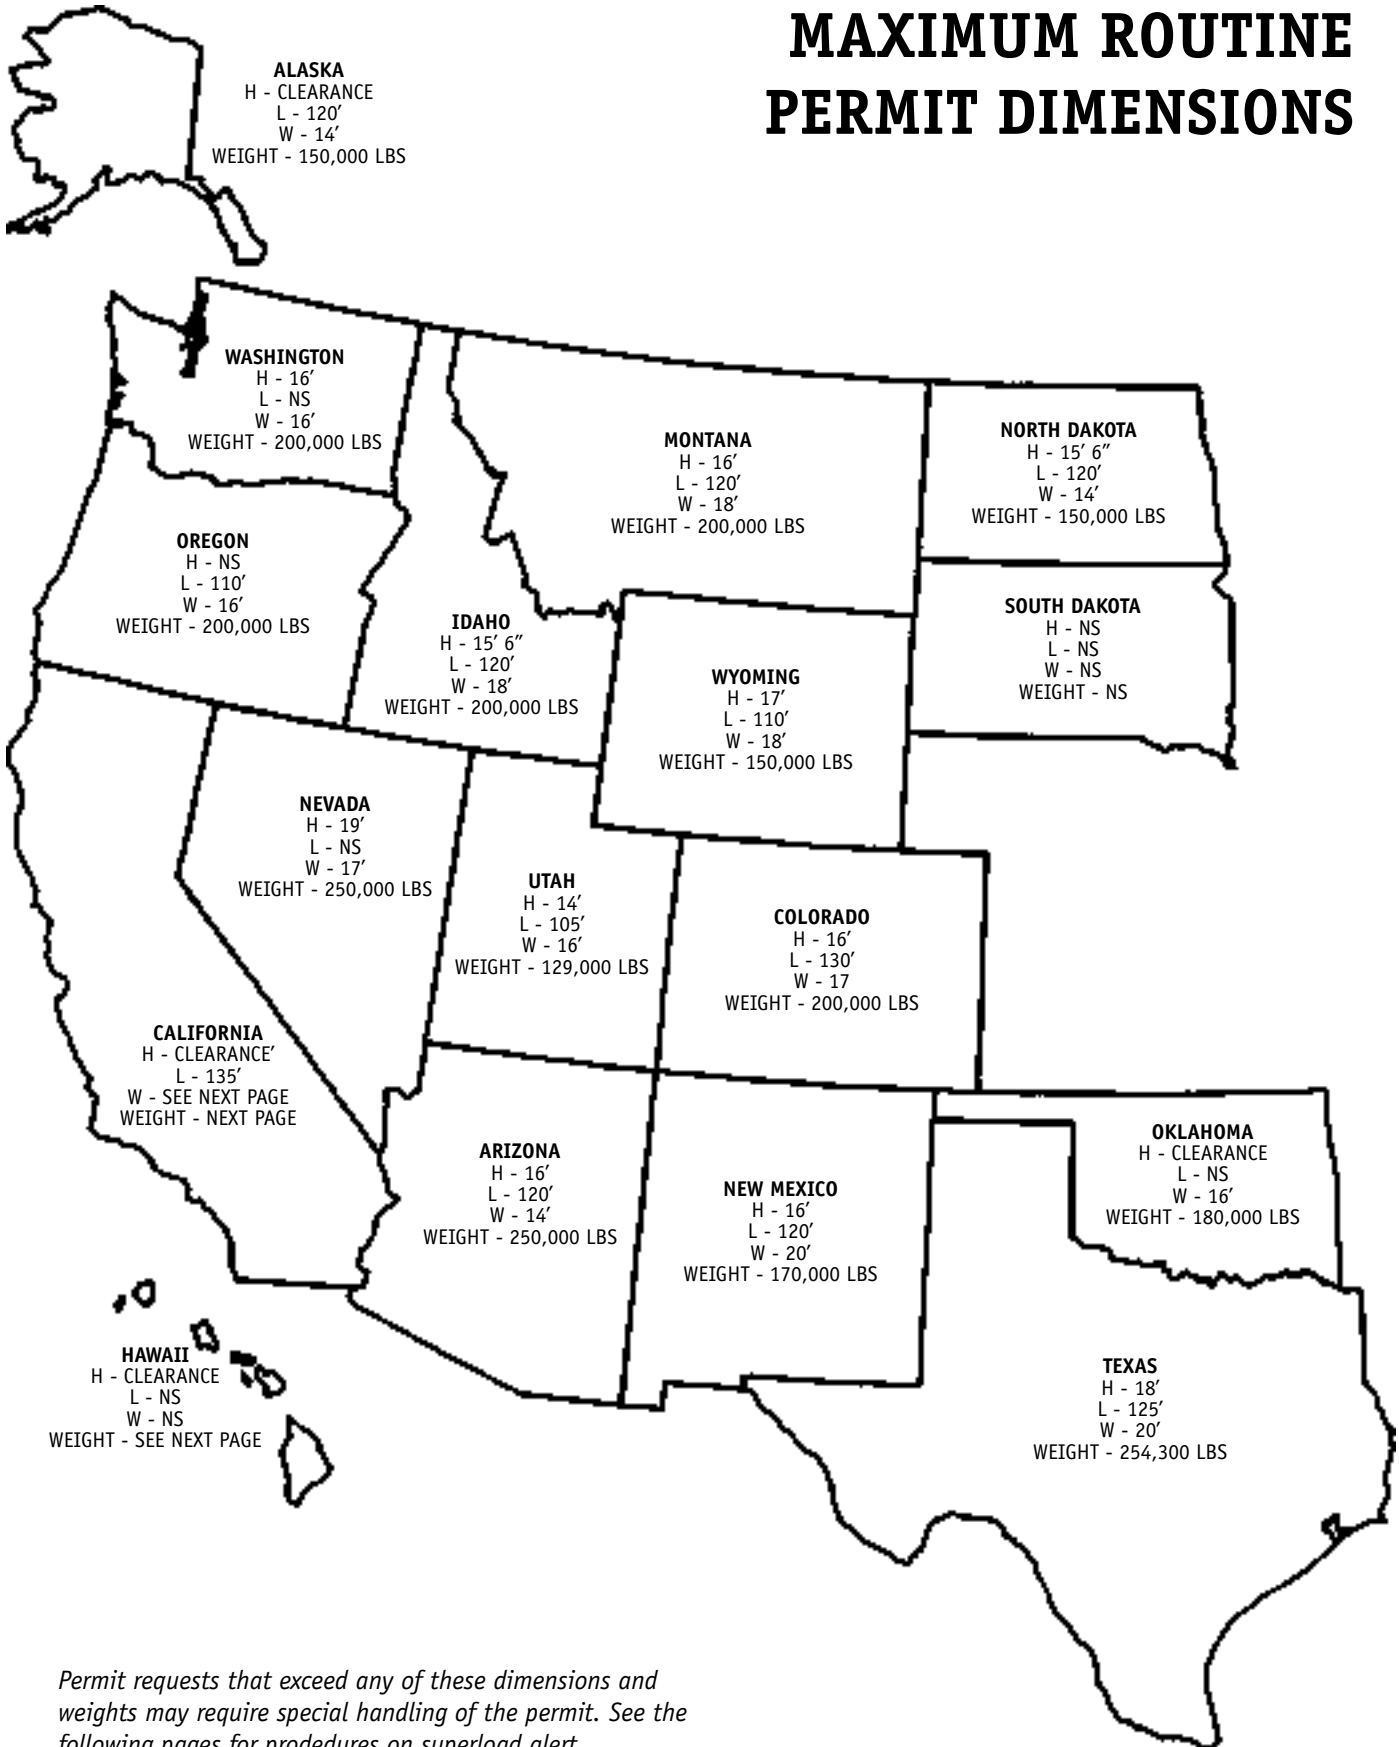 MAXIMUM ROUTINE
PERMIT DIMENSIONS
ALASKA
H - CLEARANCE
L - 120′
W - 14′
WEIGHT - 150,000 LBS
WASHINGTON
H - 16′
L - NS
W - 16′
WEIGHT - 200,000 LBS
MONTANA
H - 16′
L - 120′
W - 18′
WEIGHT - 200,000 LBS
NORTH DAKOTA
H - 15′ 6″
L - 120′
W - 14′
WEIGHT - 150,000 LBS
OREGON
H - NS
L - 110′
W - 16′
WEIGHT - 200,000 LBS
IDAHO
H - 15′ 6″
L - 120′
W - 18′
WEIGHT - 200,000 LBS
SOUTH DAKOTA
H - NS
L - NS
W - NS
WEIGHT - NS
WYOMING
H - 17′
L - 110′
W - 18′
WEIGHT - 150,000 LBS
NEVADA
H - 19′
L - NS
W - 17′
WEIGHT - 250,000 LBS
UTAH
H - 14′
L - 105′
W - 16′
WEIGHT - 129,000 LBS
COLORADO
H - 16′
L - 130′
W - 17
WEIGHT - 200,000 LBS
CALIFORNIA
H - CLEARANCE′
L - 135′
W - SEE NEXT PAGE
WEIGHT - NEXT PAGE
ARIZONA
H - 16′
L - 120′
W - 14′
WEIGHT - 250,000 LBS
NEW MEXICO
H - 16′
L - 120′
W - 20′
WEIGHT - 170,000 LBS
OKLAHOMA
H - CLEARANCE
L - NS
W - 16′
WEIGHT - 180,000 LBS
HAWAII
H - CLEARANCE
L - NS
W - NS
WEIGHT - SEE NEXT PAGE
TEXAS
H - 18′
L - 125′
W - 20′
WEIGHT - 254,300 LBS
Permit requests that exceed any of these dimensions and
weights may require special handling of the permit. See the
following pages for prodedures on superload alert